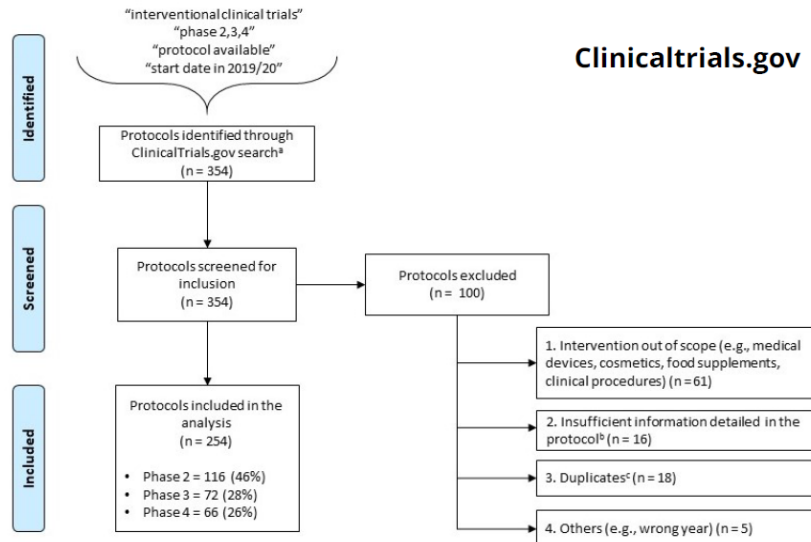 “interventional clinical trials”
“phase 2,3,4”
“protocol available”
“start date in 2019/20”
Clinicaltrials.gov
Identified
Protocols identified through
ClinicalTrials.gov searchª
(n = 354)
Screened
Protocols screened for
inclusion
(n = 354)
Protocols excluded
(n = 100)
1. Intervention out of scope (e.g., medical
devices, cosmetics, food supplements,
clinical procedures) (n = 61)
2. Insufficient information detailed in the
protocolᵇ (n = 16)
3. Duplicatesᶜ (n = 18)
4. Others (e.g., wrong year) (n = 5)
Included
Protocols included in the
analysis
(n = 254)
• Phase 2 = 116 (46%)
• Phase 3 = 72 (28%)
• Phase 4 = 66 (26%)